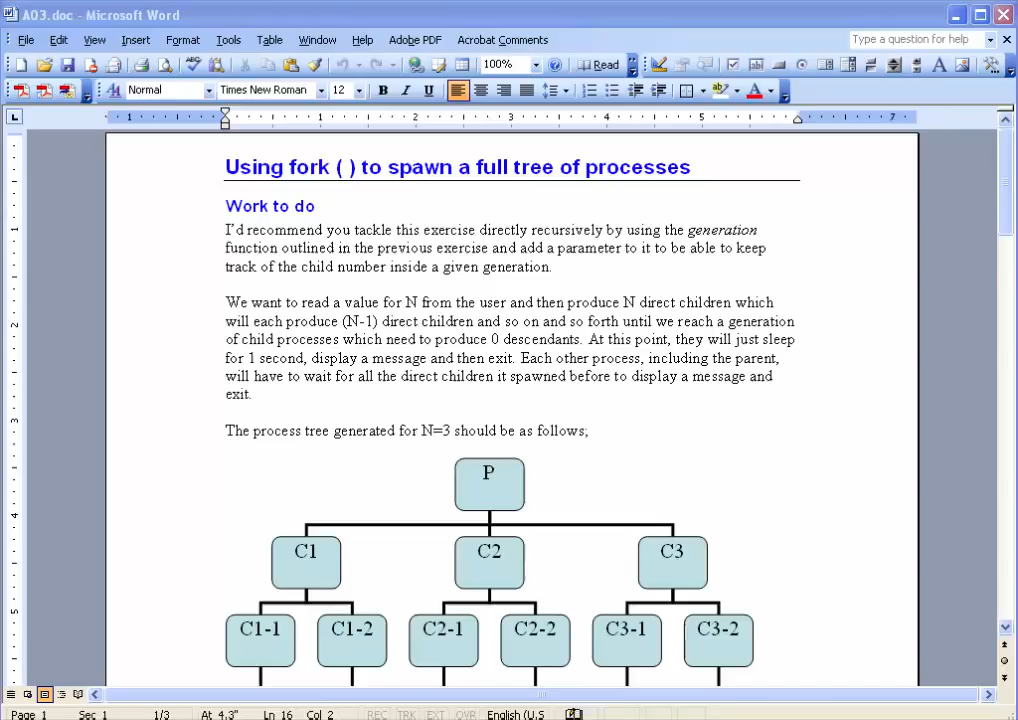 A03.doc - Microsoft Word
File Edit View Insert Format Tools Table Window Help Adobe PDF Acrobat Comments
Type a question for help
100% Read
Normal Times New Roman 12 B I U
1 1 2 3 4 5 7
Using fork ( ) to spawn a full tree of processes
Work to do
I'd recommend you tackle this exercise directly recursively by using the generation
function outlined in the previous exercise and add a parameter to it to be able to keep
track of the child number inside a given generation.
We want to read a value for N from the user and then produce N direct children which
will each produce (N-1) direct children and so on and so forth until we reach a generation
of child processes which need to produce 0 descendants. At this point, they will just sleep
for 1 second, display a message and then exit. Each other process, including the parent,
will have to wait for all the direct children it spawned before to display a message and
exit.
The process tree generated for N=3 should be as follows;
P
C1 C2 C3
C1-1 C1-2 C2-1 C2-2 C3-1 C3-2
Page 1 Sec 1 1/3 At 4.3" Ln 16 Col 2 REC TRK EXT OVR English (U.S